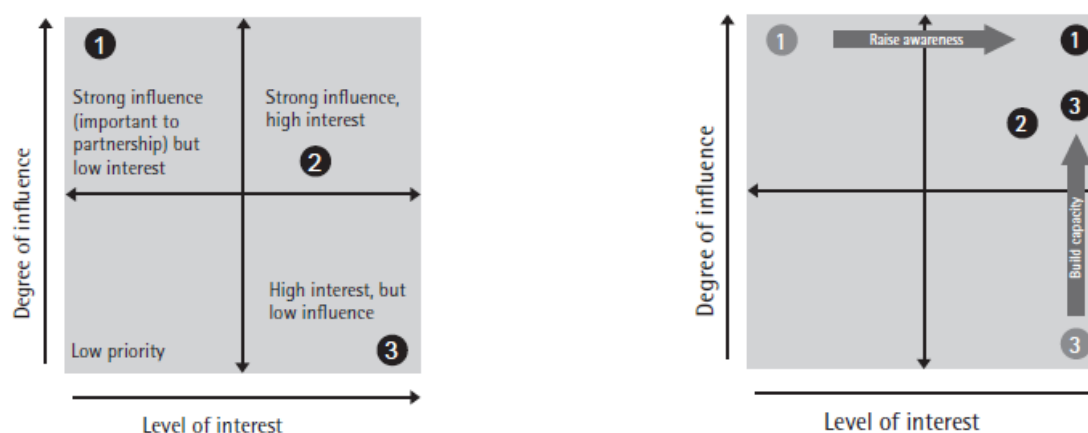 Degree of influence
1
Strong influence
(important to
partnership) but
low interest
Strong influence,
high interest
2
High interest, but
low influence
Low priority
3
Level of interest
Degree of influence
1
Raise awareness
1
3
2
Build capacity
3
Level of interest